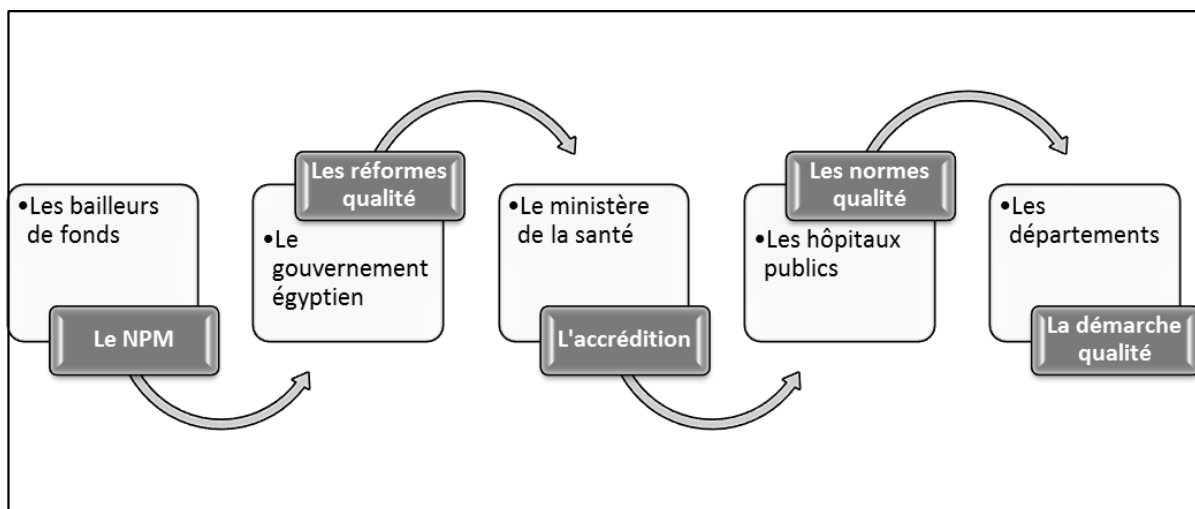 •Les bailleurs
de fonds
Le NPM
Les réformes
qualité
•Le
gouvernement
égyptien
•Le ministère
de la santé
L'accrédition
Les normes
qualité
•Les hôpitaux
publics
•Les
départements
La démarche
qualité